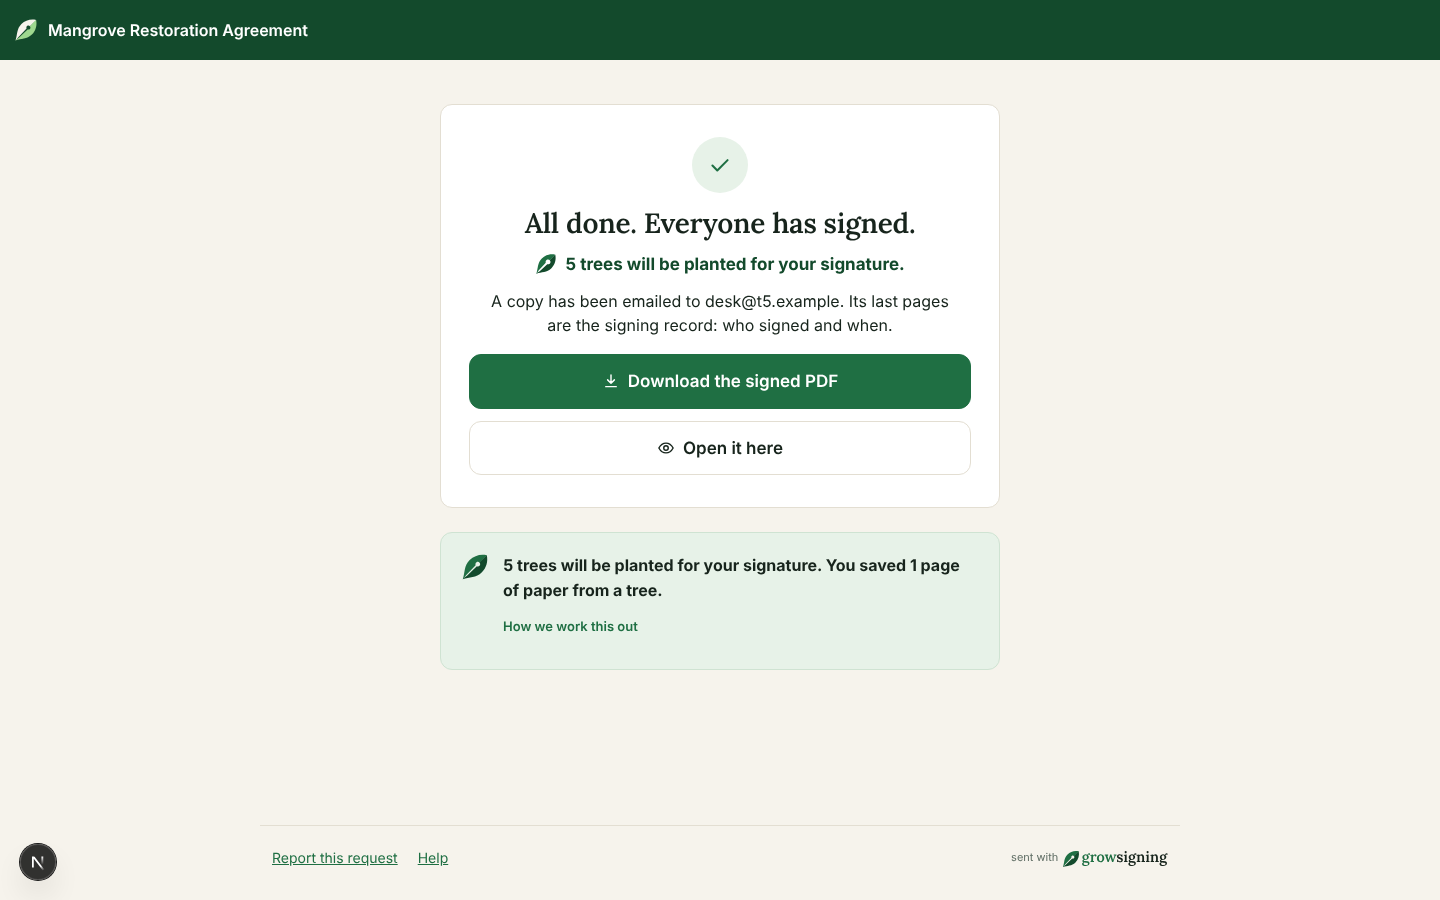 Mangrove Restoration Agreement
All done. Everyone has signed.
5 trees will be planted for your signature.
A copy has been emailed to desk@t5.example. Its last pages
are the signing record: who signed and when.
Download the signed PDF
Open it here
5 trees will be planted for your signature. You saved 1 page
of paper from a tree.
How we work this out
Report this request
Help
sent with growsigning
N